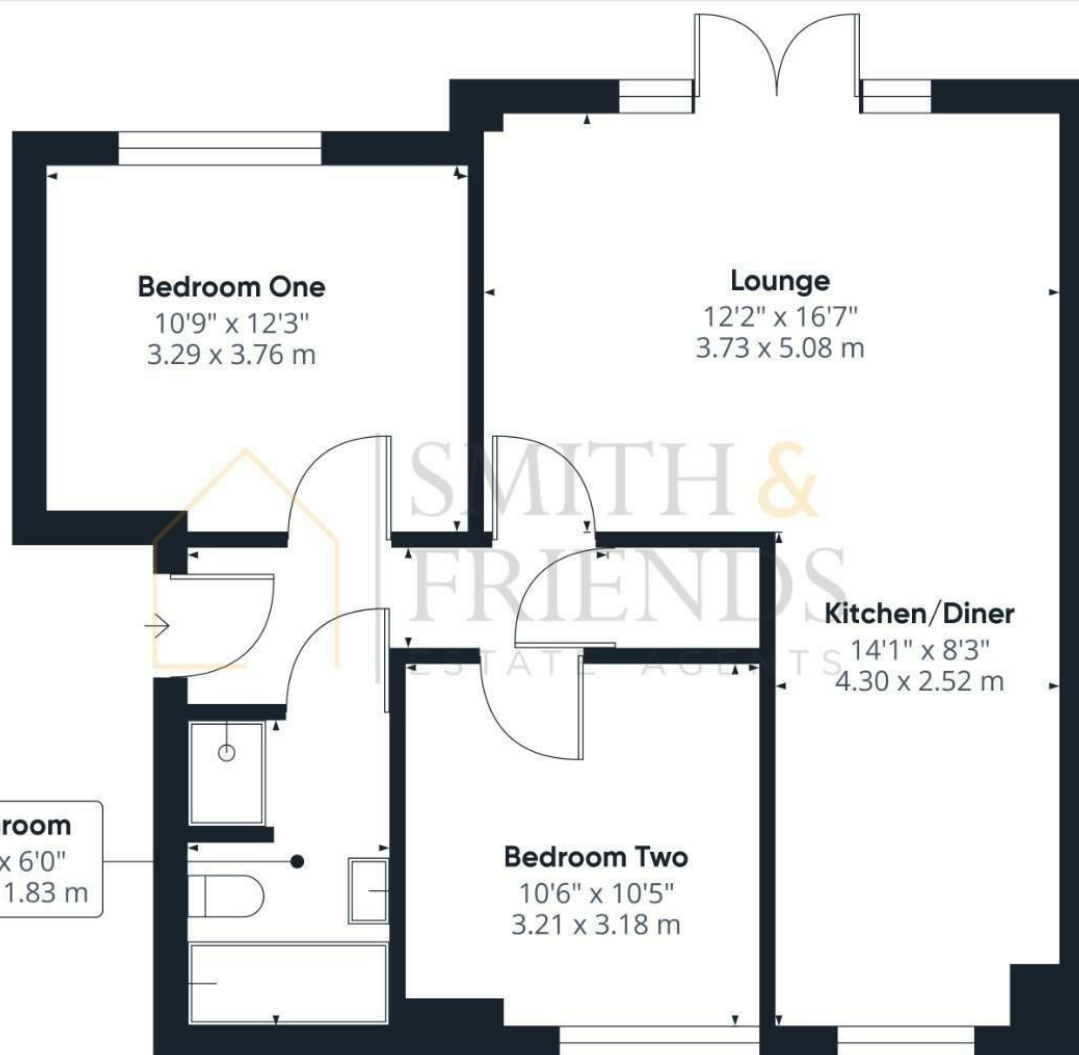 Bedroom One
10'9" x 12'3"
3.29 x 3.76 m
Lounge
12'2" x 16'7"
3.73 x 5.08 m
SMITH &
FRIENDS
ESTATE AGENTS
Kitchen/Diner
14'1" x 8'3"
4.30 x 2.52 m
room
x 6'0"
1.83 m
Bedroom Two
10'6" x 10'5"
3.21 x 3.18 m